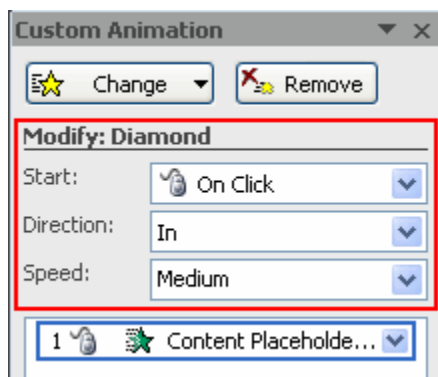 Custom Animation
Change Remove
Modify: Diamond
Start: On Click
Direction: In
Speed: Medium
1 Content Placeholde...